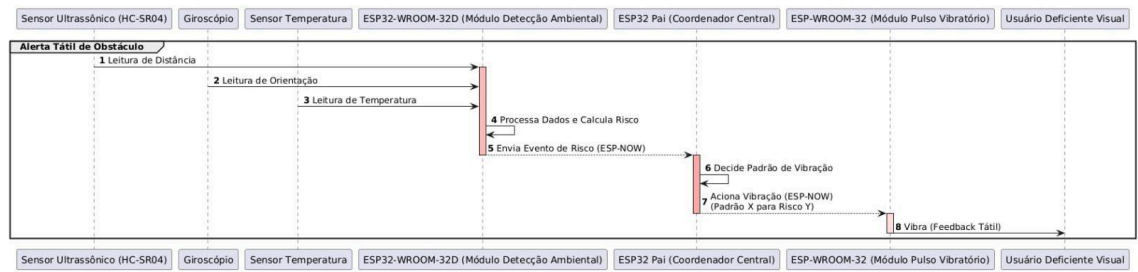 Sensor Ultrassônico (HC-SR04)
Giroscópio
Sensor Temperatura
ESP32-WROOM-32D (Módulo Detecção Ambiental)
ESP32 Pai (Coordenador Central)
ESP-WROOM-32 (Módulo Pulso Vibratório)
Usuário Deficiente Visual
Alerta Tátil de Obstáculo
1 Leitura de Distância
2 Leitura de Orientação
3 Leitura de Temperatura
4 Processa Dados e Calcula Risco
5 Envia Evento de Risco (ESP-NOW)
6 Decide Padrão de Vibração
7 Aciona Vibração (ESP-NOW)
(Padrão X para Risco Y)
8 Vibra (Feedback Tátil)
Sensor Ultrassônico (HC-SR04)
Giroscópio
Sensor Temperatura
ESP32-WROOM-32D (Módulo Detecção Ambiental)
ESP32 Pai (Coordenador Central)
ESP-WROOM-32 (Módulo Pulso Vibratório)
Usuário Deficiente Visual